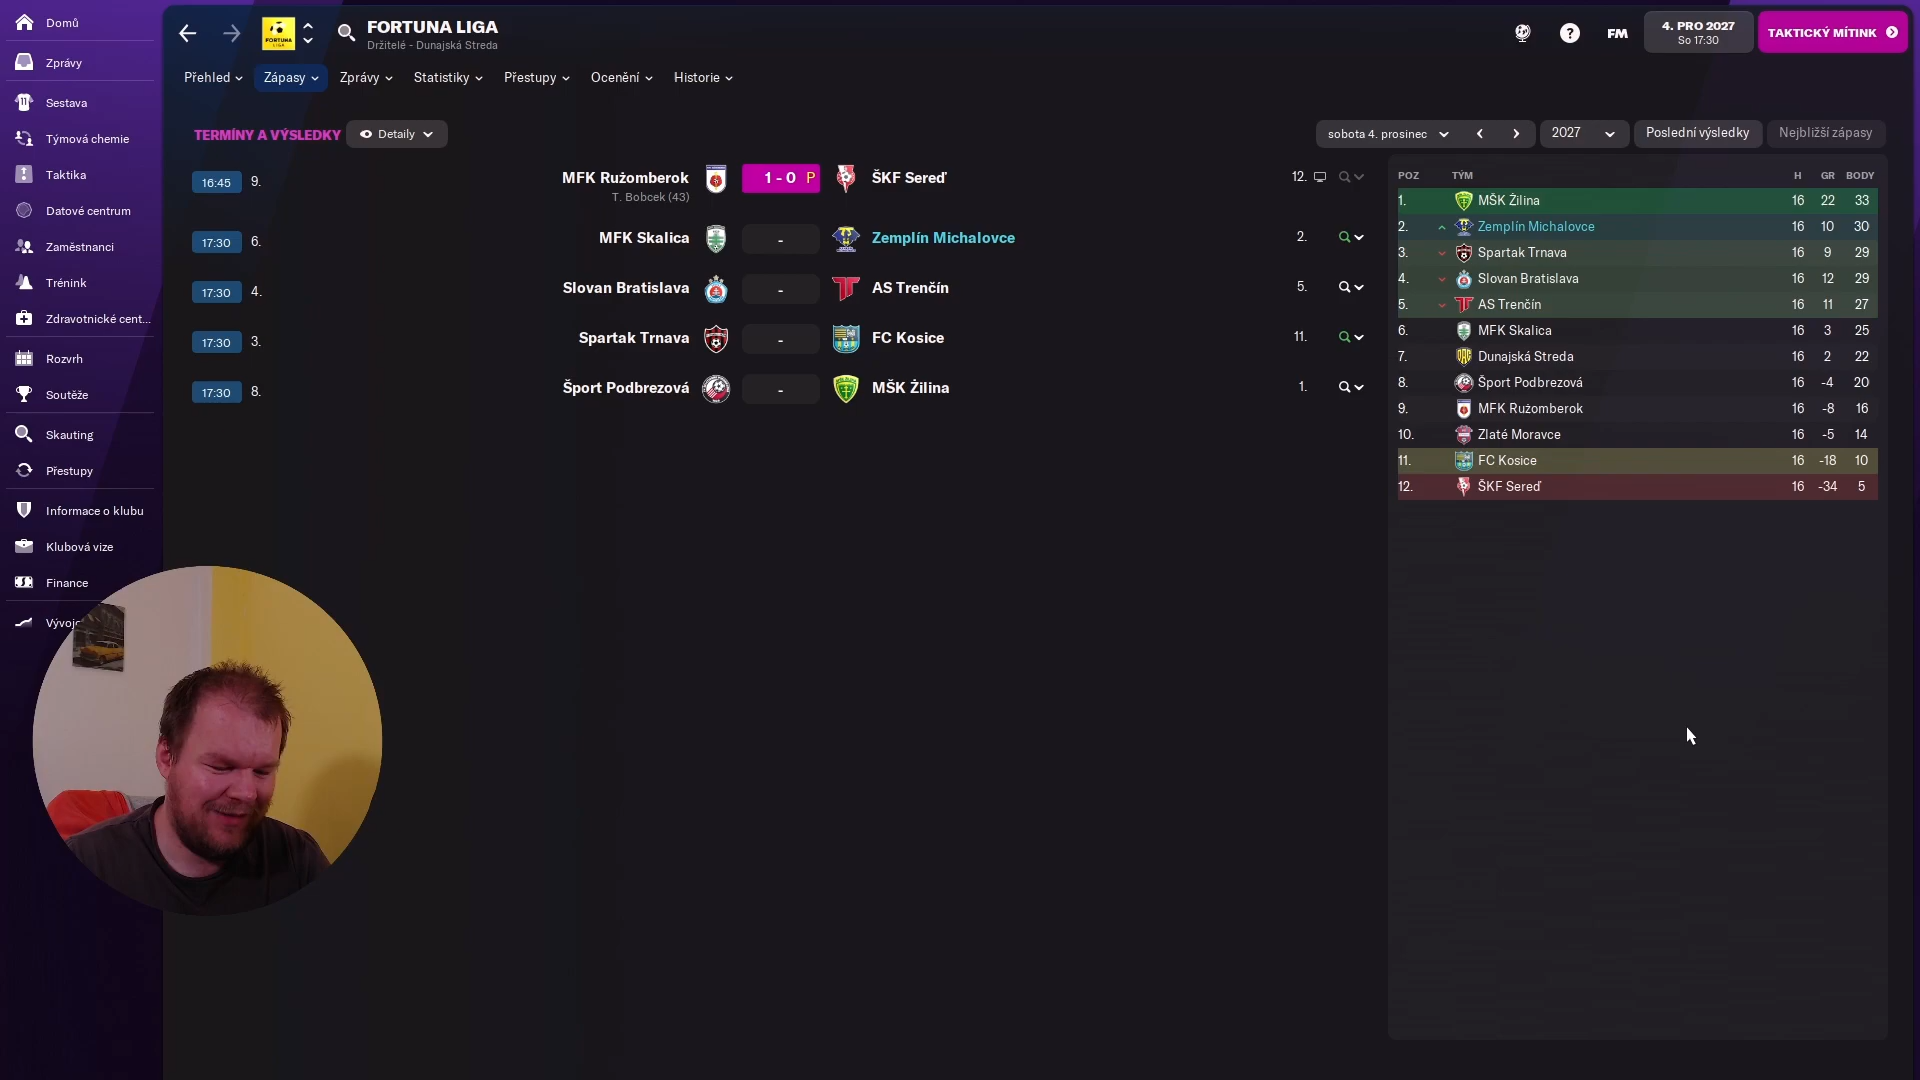 Domů
Zprávy
Sestava
Týmová chemie
Taktika
Datové centrum
Zaměstnanci
Trénink
Zdravotnické cent...
Rozvrh
Soutěže
Skauting
Přestupy
Informace o klubu
Klubová vize
Finance
FORTUNA LIGA
Držitelé - Dunajská Streda
FM
4. PRO 2027
So 17:30
TAKTICKÝ MÍTINK
Přehled
Zápasy
Zprávy
Statistiky
Přestupy
Ocenění
Historie
TERMÍNY A VÝSLEDKY
Detaily
sobota 4. prosinec
2027
Poslední výsledky
Nejbližší zápasy
16:45 9. MFK Ružomberok 1 - 0 P ŠKF Sereď 12.
T. Bobcek (43)
17:30 6. MFK Skalica - Zemplín Michalovce 2.
17:30 4. Slovan Bratislava - AS Trenčín 5.
17:30 3. Spartak Trnava - FC Kosice 11.
17:30 8. Šport Podbrezová - MŠK Žilina 1.
POZ TÝM H GR BODY
1. MŠK Žilina 16 22 33
2. Zemplín Michalovce 16 10 30
3. Spartak Trnava 16 9 29
4. Slovan Bratislava 16 12 29
5. AS Trenčín 16 11 27
6. MFK Skalica 16 3 25
7. Dunajská Streda 16 2 22
8. Šport Podbrezová 16 -4 20
9. MFK Ružomberok 16 -8 16
10. Zlaté Moravce 16 -5 14
11. FC Kosice 16 -18 10
12. ŠKF Sereď 16 -34 5